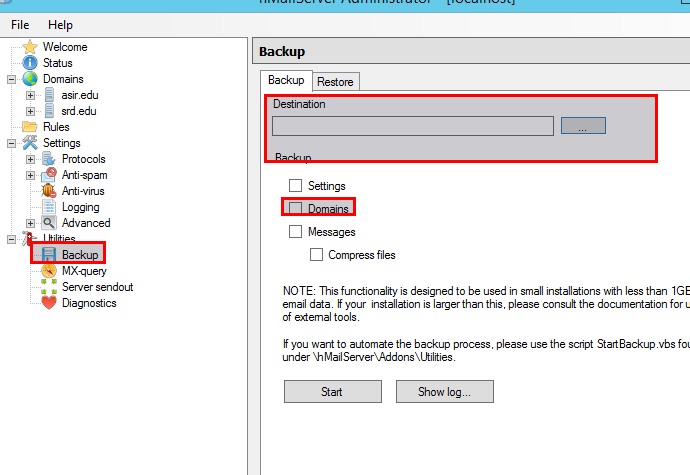 hMailServer Administrator - [localhost]
File Help
Welcome
Status
Domains
asir.edu
srd.edu
Rules
Settings
Protocols
Anti-spam
Anti-virus
Logging
Advanced
Utilities
Backup
MX-query
Server sendout
Diagnostics
Backup
Backup Restore
Destination
...
Backup
Settings
Domains
Messages
Compress files
NOTE: This functionality is designed to be used in small installations with less than 1GB
email data. If your installation is larger than this, please consult the documentation for
of external tools.
If you want to automate the backup process, please use the script StartBackup.vbs
under \hMailServer\Addons\Utilities.
Start Show log...